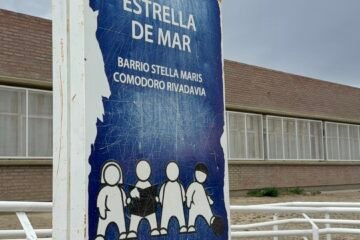 ESTRELLA
DE MAR
BARRIO STELLA MARIS
COMODORO RIVADAVIA